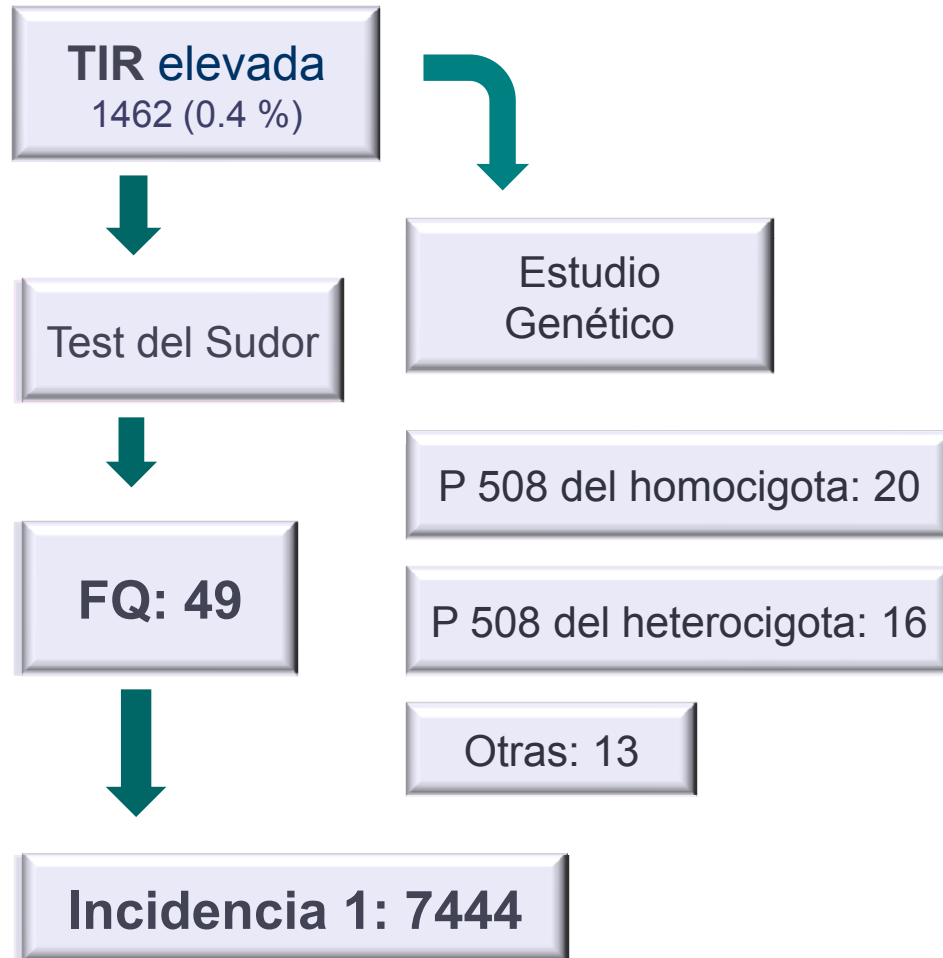 TIR elevada
1462 (0.4 %)
Estudio
Genético
Test del Sudor
P 508 del homocigota: 20
FQ: 49
P 508 del heterocigota: 16
Otras: 13
Incidencia 1: 7444